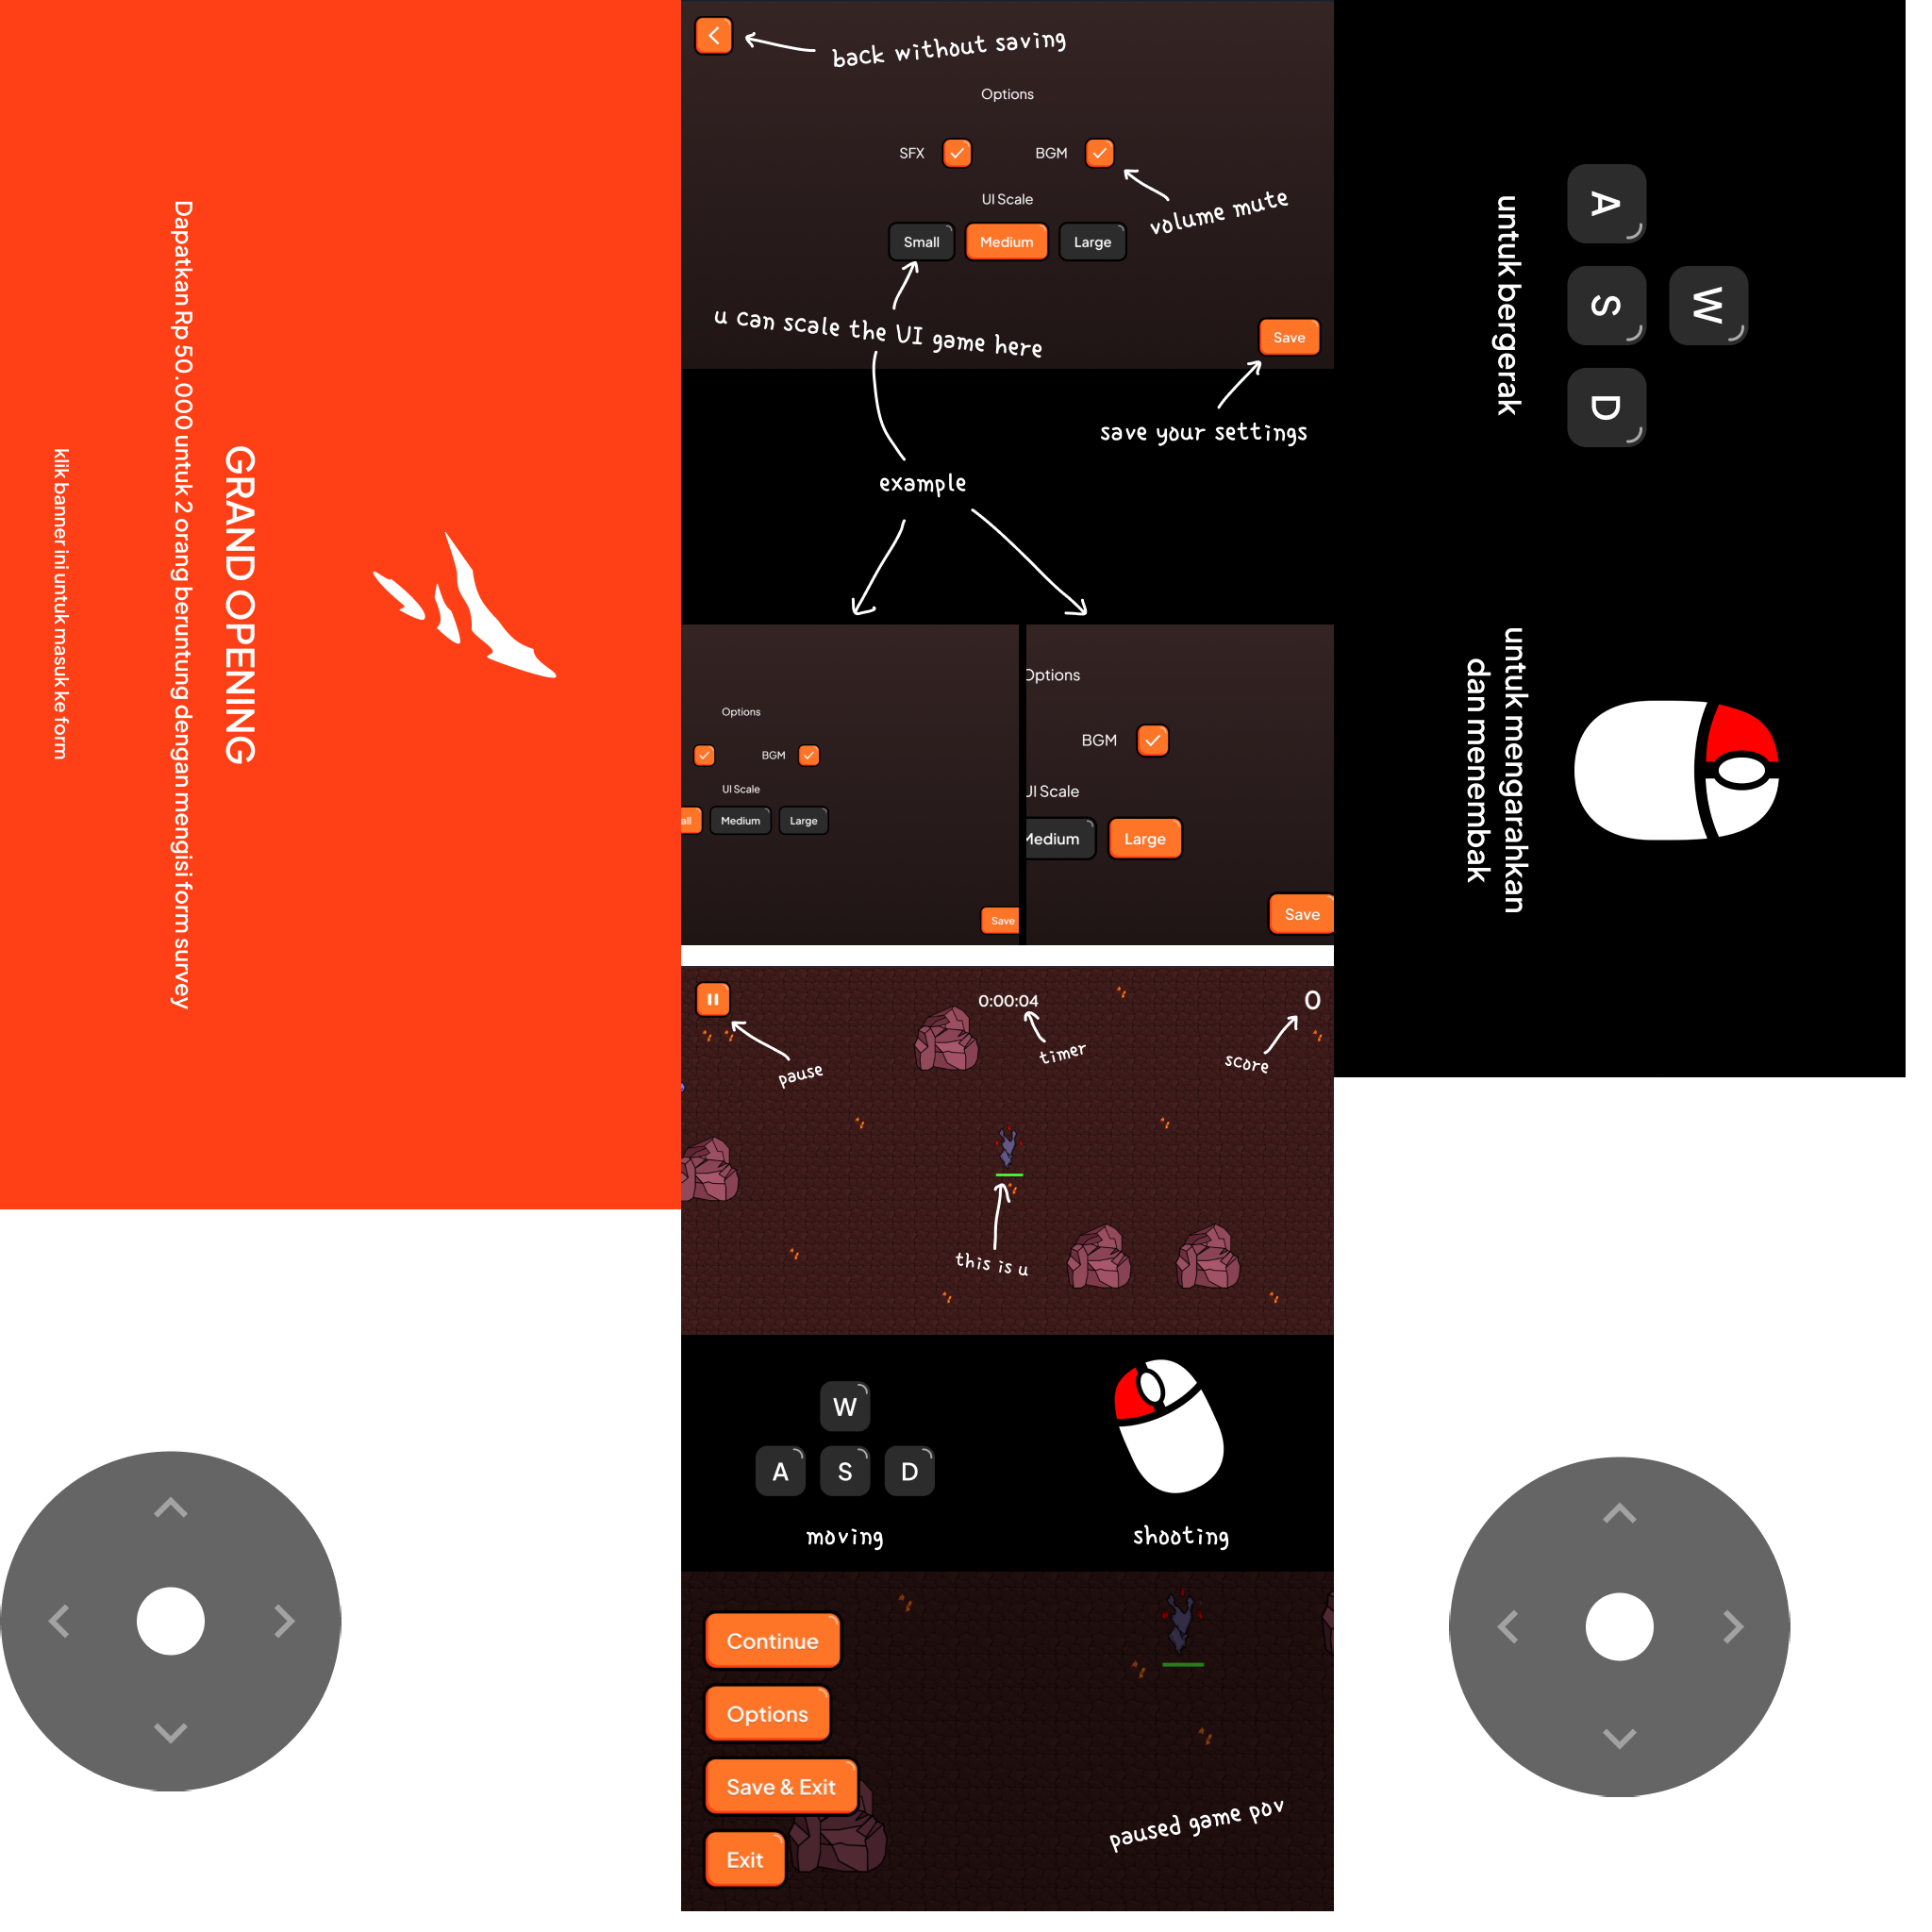 GRAND OPENING
Dapatkan Rp 50.000 untuk 2 orang beruntung dengan mengisi form survey
klik banner ini untuk masuk ke form
back without saving
Options
SFX
BGM
volume mute
UI Scale
Small
Medium
Large
u can scale the UI game here
Save
save your settings
example
Options
BGM
UI Scale
all
Medium
Large
Save
Options
BGM
UI Scale
Medium
Large
Save
0:00:04
0
pause
timer
score
this is u
W
A S D
moving
shooting
Continue
Options
Save & Exit
Exit
paused game pov
W
A S D
untuk bergerak
untuk mengarahkan
dan menembak